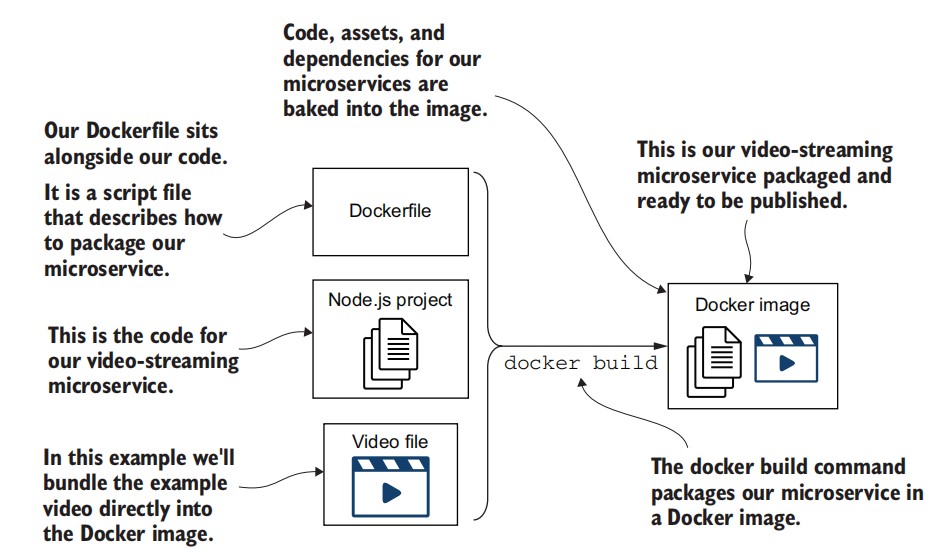 Code, assets, and
dependencies for our
microservices are
baked into the image.
Our Dockerfile sits
alongside our code.
It is a script file
that describes how
to package our
microservice.
Dockerfile
This is our video-streaming
microservice packaged and
ready to be published.
This is the code for
our video-streaming
microservice.
Node.js project
docker build
Docker image
In this example we'll
bundle the example
video directly into
the Docker image.
Video file
The docker build command
packages our microservice in
a Docker image.